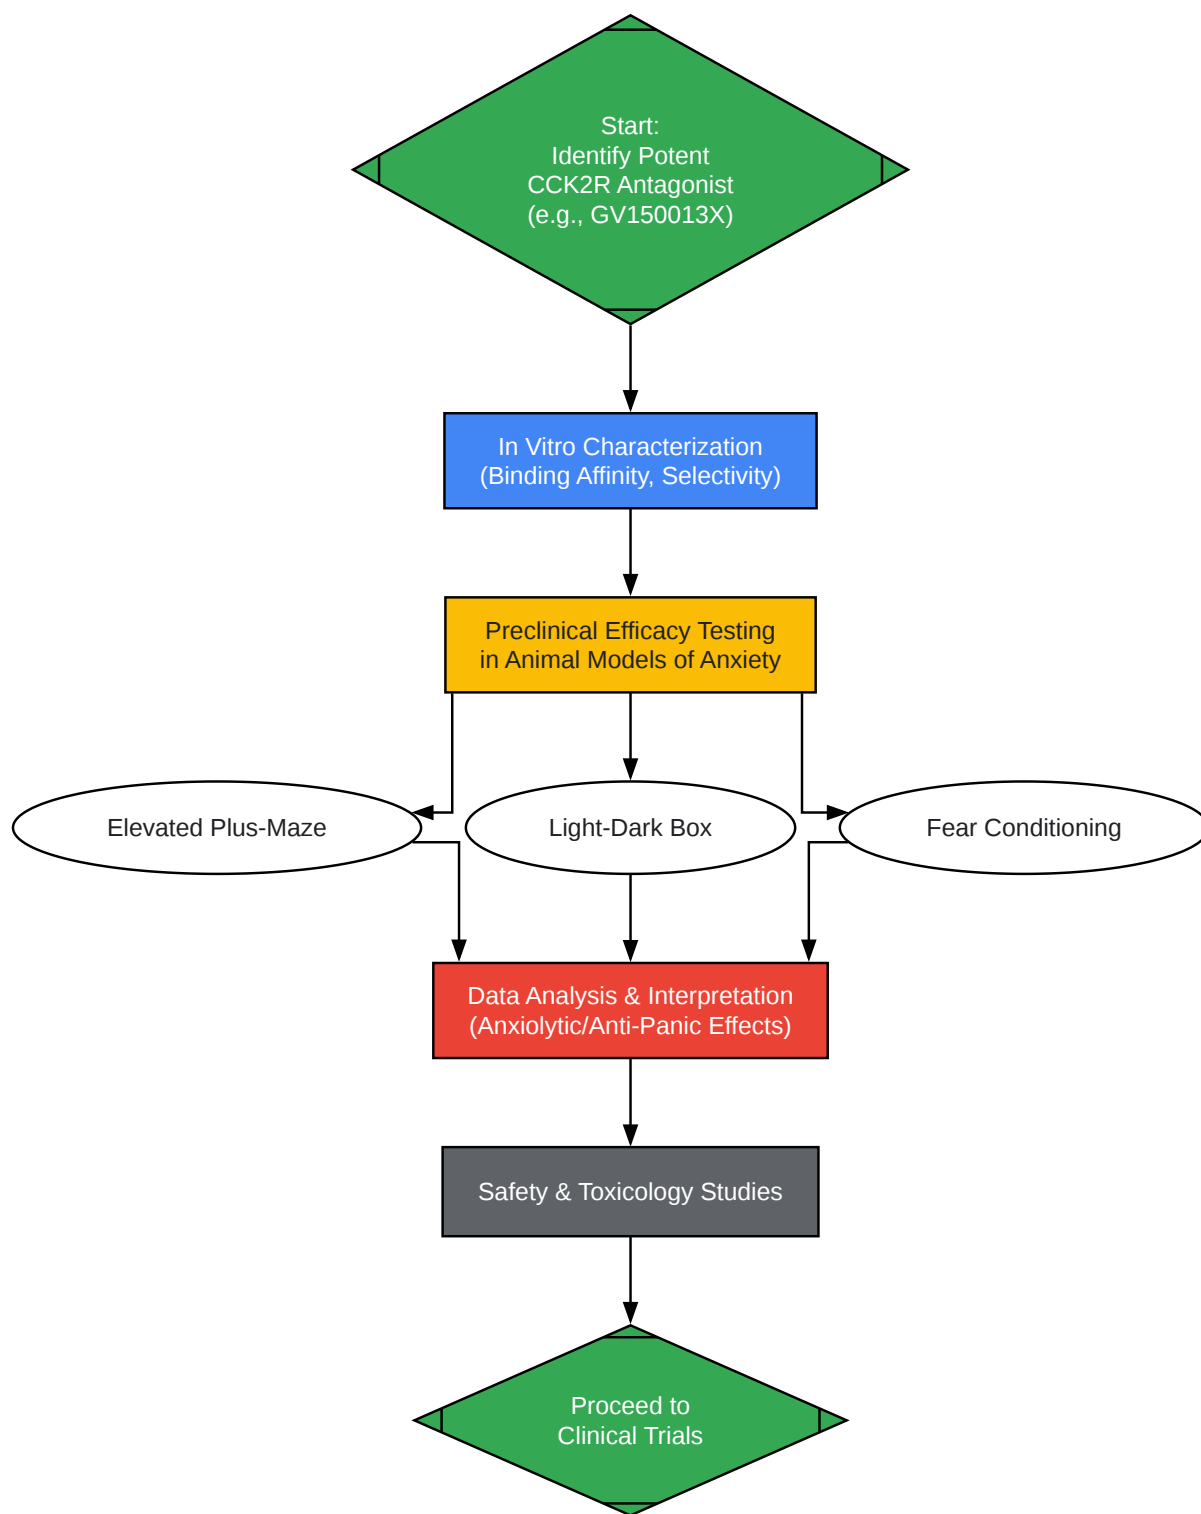 Start:
Identify Potent
CCK2R Antagonist
(e.g., GV150013X)
In Vitro Characterization
(Binding Affinity, Selectivity)
Preclinical Efficacy Testing
in Animal Models of Anxiety
Elevated Plus-Maze
Light-Dark Box
Fear Conditioning
Data Analysis & Interpretation
(Anxiolytic/Anti-Panic Effects)
Safety & Toxicology Studies
Proceed to
Clinical Trials